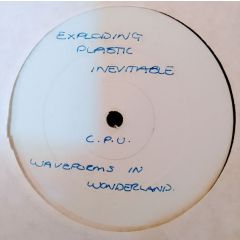 EXPLODING
PLASTIC
INEVITABLE
C.P.U.
WAVEFORMS IN
WONDERLAND.